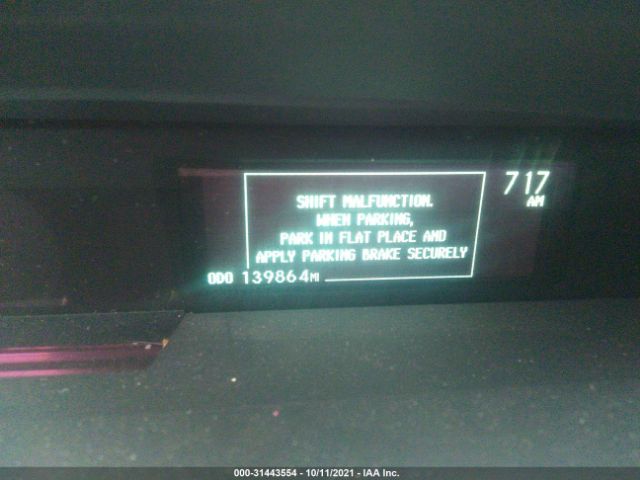 SHIFT MALFUNCTION.
WHEN PARKING,
PARK IN FLAT PLACE AND
APPLY PARKING BRAKE SECURELY
717
AM
ODO 139864MI
000-31443554 - 10/11/2021 - IAA Inc.